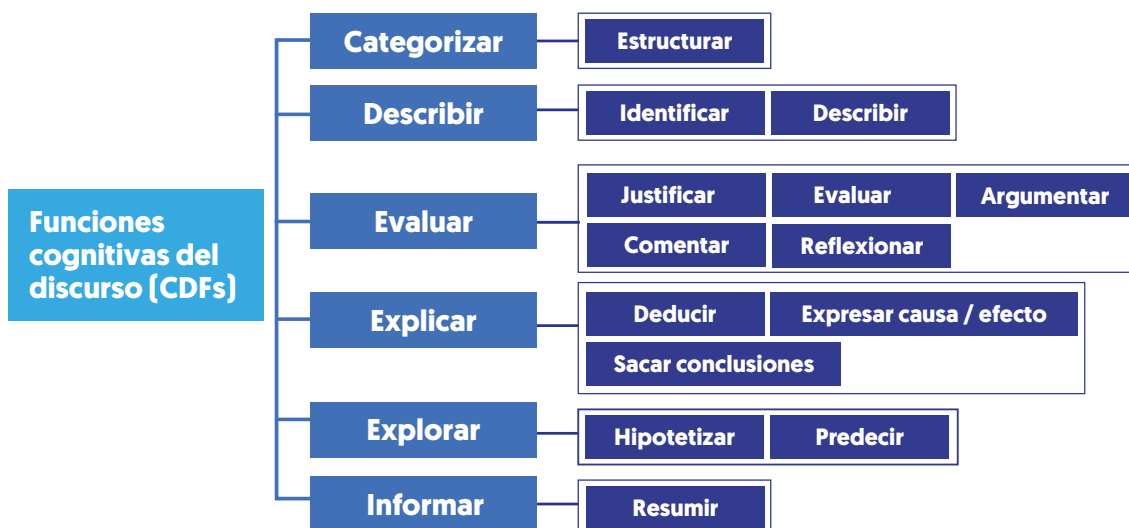 Funciones
cognitivas del
discurso (CDFs)
Categorizar
Estructurar
Describir
Identificar
Describir
Evaluar
Justificar
Evaluar
Argumentar
Comentar
Reflexionar
Explicar
Deducir
Expresar causa / efecto
Sacar conclusiones
Explorar
Hipotetizar
Predecir
Informar
Resumir